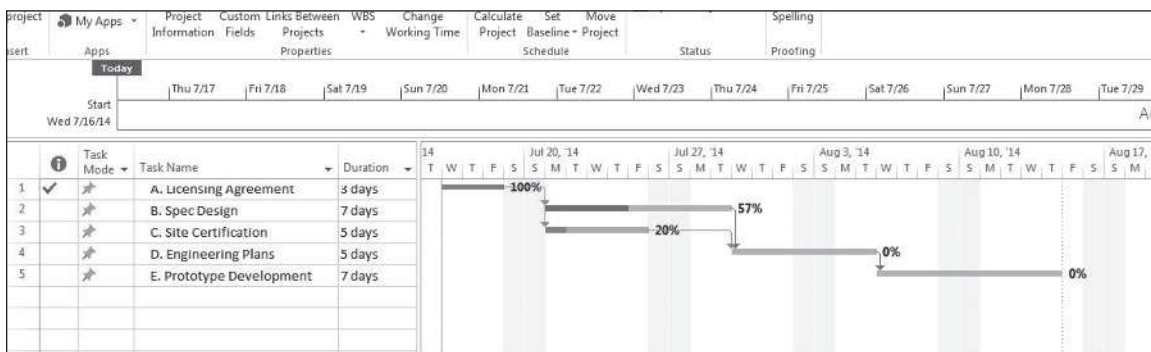 project My Apps Project Custom Links Between WBS Change Calculate Set Move Spelling
Information Fields Projects Working Time Project Baseline Project
Apps Properties Schedule Status Proofing
Today
Thu 7/17 Fri 7/18 Sat 7/19 Sun 7/20 Mon 7/21 Tue 7/22 Wed 7/23 Thu 7/24 Fri 7/25 Sat 7/26 Sun 7/27 Mon 7/28 Tue 7/29
Start
Wed 7/16/14
Task Mode Task Name Duration
14 Jul 20, '14 Jul 27, '14 Aug 3, '14 Aug 10, '14 Aug 17,
T W T F S S M T W T F S S M T W T F S S M T W T F S S M T W T F S S M
1 A. Licensing Agreement 3 days 100%
2 B. Spec Design 7 days 57%
3 C. Site Certification 5 days 20%
4 D. Engineering Plans 5 days 0%
5 E. Prototype Development 7 days 0%